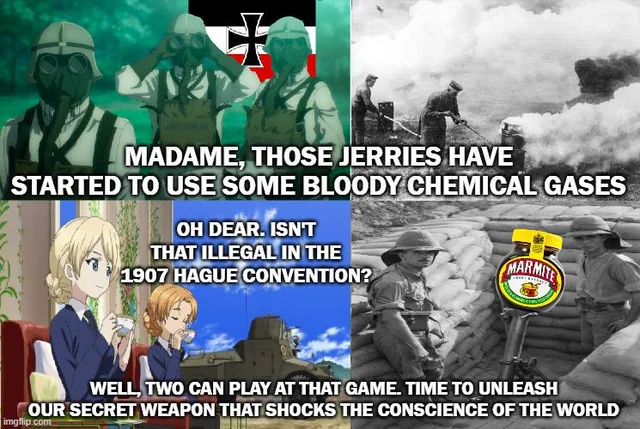 MADAME, THOSE JERRIES HAVE
STARTED TO USE SOME BLOODY CHEMICAL GASES
OH DEAR. ISN'T
THAT ILLEGAL IN THE
1907 HAGUE CONVENTION?
MARMITE
WELL, TWO CAN PLAY AT THAT GAME. TIME TO UNLEASH
OUR SECRET WEAPON THAT SHOCKS THE CONSCIENCE OF THE WORLD
imgflip.com